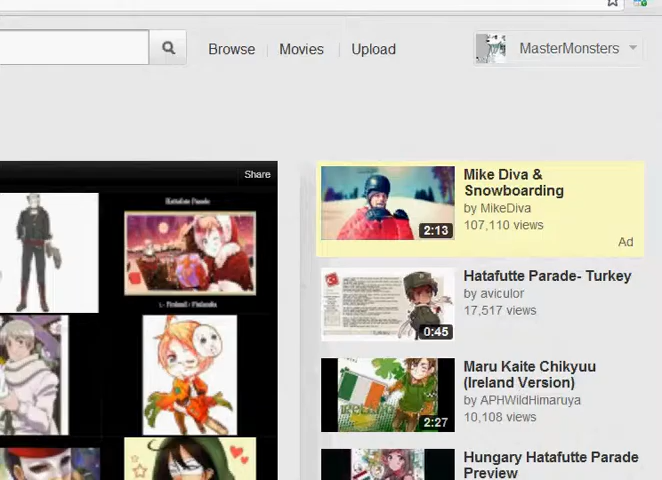 Browse
Movies
Upload
MasterMonsters
Share
Hatafutte Parade
Mike Diva &
Snowboarding
by MikeDiva
107,110 views
2:13
Ad
Hatafutte Parade- Turkey
by aviculor
17,517 views
0:45
Maru Kaite Chikyuu
(Ireland Version)
by APHWildHimaruya
10,108 views
IRELAND
2:27
Hungary Hatafutte Parade
Preview